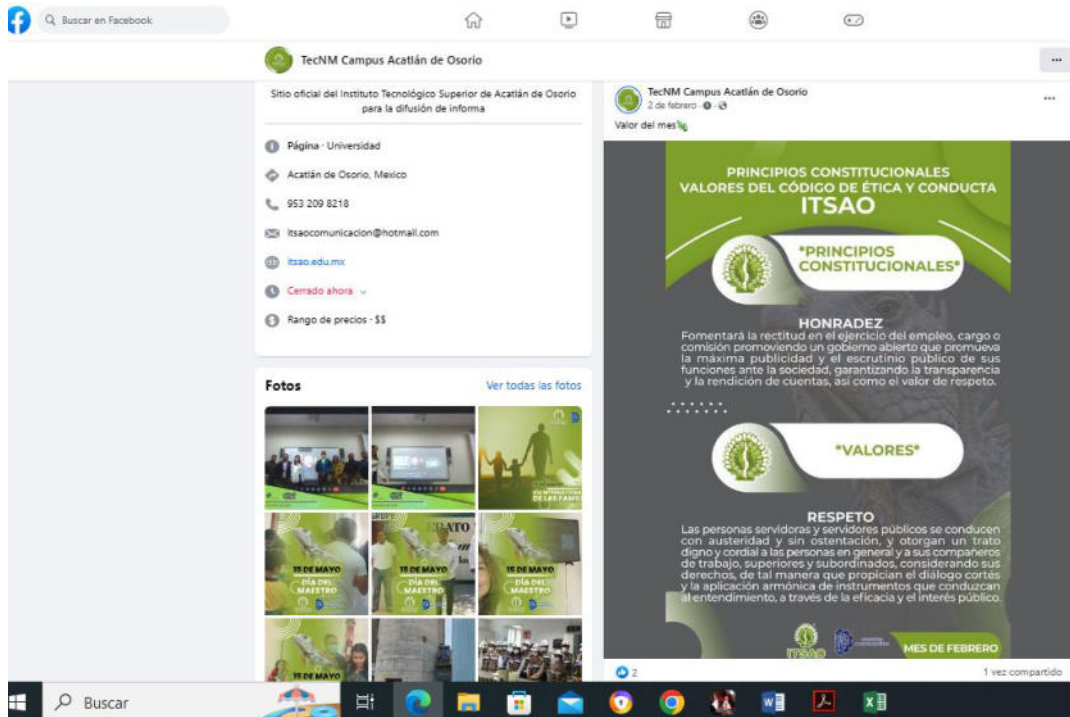 Buscar en Facebook
TecNM Campus Acatlán de Osorio
Sitio oficial del Instituto Tecnológico Superior de Acatlán de Osorio
para la difusión de informa
Página · Universidad
Acatlán de Osorio, Mexico
953 209 8218
itsaocomunicacion@hotmail.com
itsao.edu.mx
Cerrado ahora
Rango de precios · $$
Fotos
Ver todas las fotos
15 DE MAYO
DÍA DEL
MAESTRO
15 DE MAYO
DÍA DEL
MAESTRO
15 DE MAYO
DÍA DEL
MAESTRO
15 DE MAYO
TecNM Campus Acatlán de Osorio
2 de febrero
Valor del mes
PRINCIPIOS CONSTITUCIONALES
VALORES DEL CÓDIGO DE ÉTICA Y CONDUCTA
ITSAO
*PRINCIPIOS
CONSTITUCIONALES*
HONRADEZ
Fomentará la rectitud en el ejercicio del empleo, cargo o
comisión promoviendo un gobierno abierto que promueva
la máxima publicidad y el escrutinio público de sus
funciones ante la sociedad, garantizando la transparencia
y la rendición de cuentas, así como el valor de respeto.
*VALORES*
RESPETO
Las personas servidoras y servidores públicos se conducen
con austeridad y sin ostentación, y otorgan un trato
digno y cordial a las personas en general y a sus compañeros
de trabajo, superiores y subordinados, considerando sus
derechos, de tal manera que propician el diálogo cortés
y la aplicación armónica de instrumentos que conduzcan
al entendimiento, a través de la eficacia y el interés público.
ITSAO
MES DE FEBRERO
2
1 vez compartido
Buscar